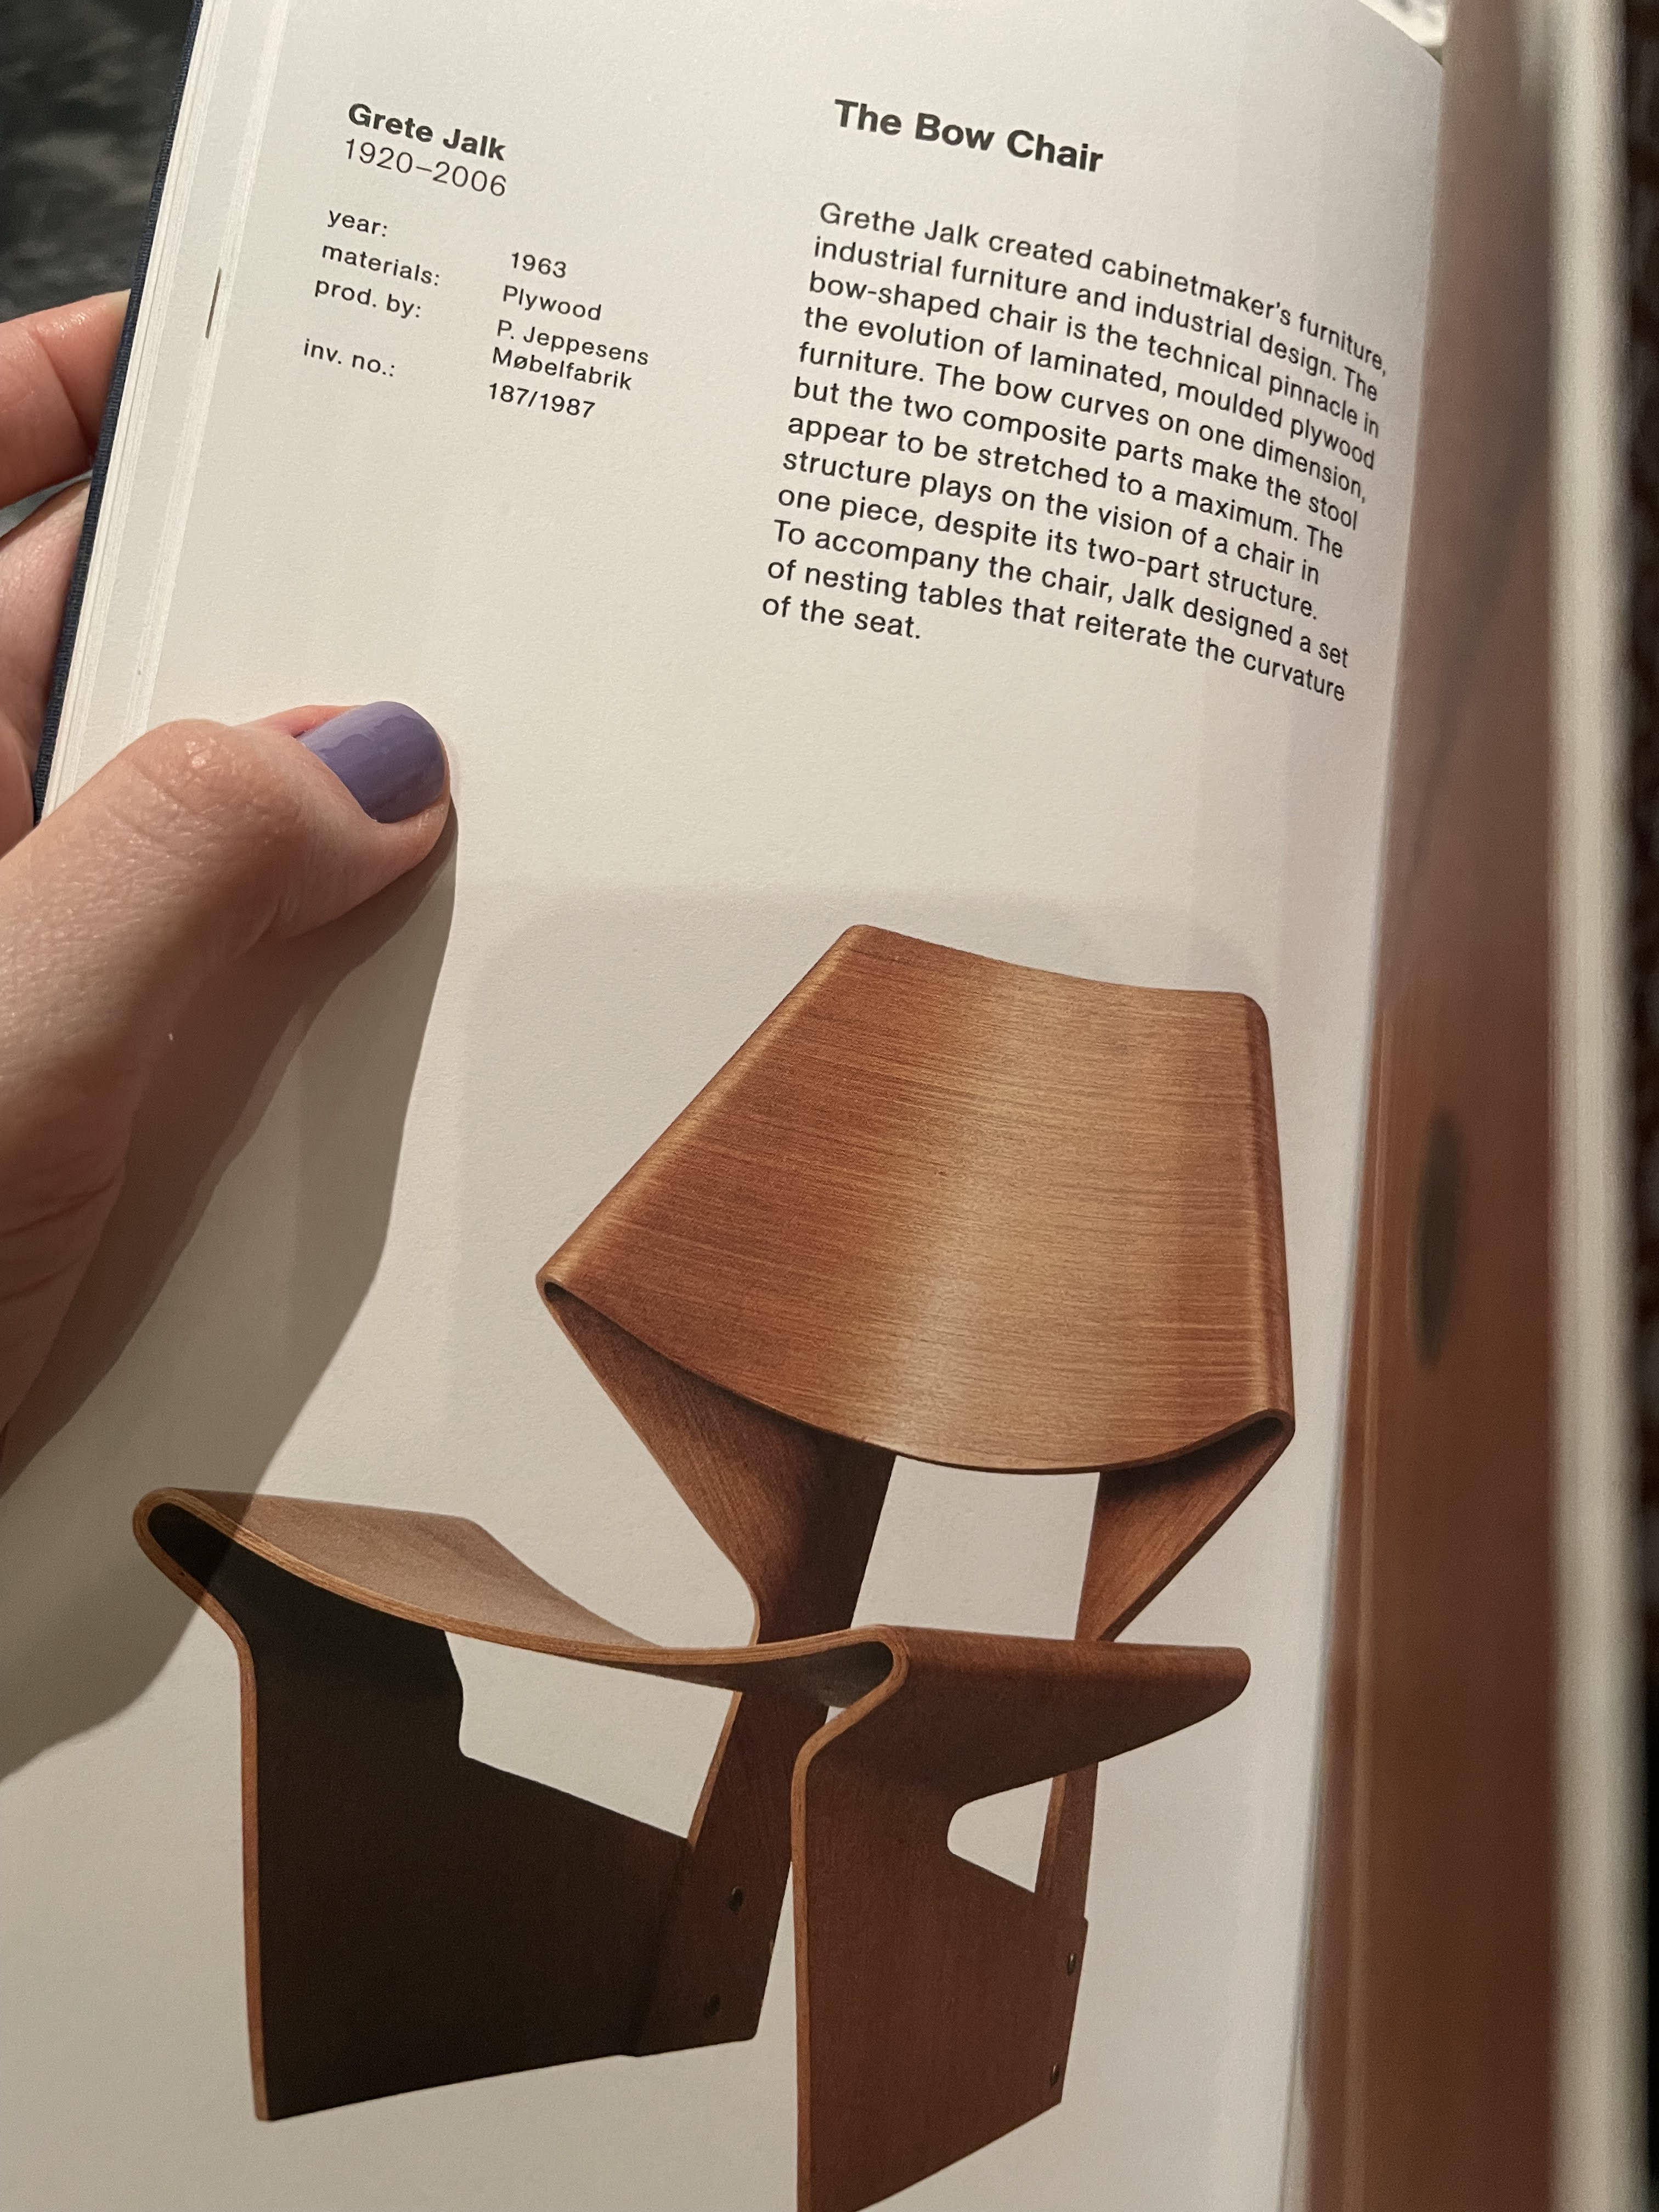 Grete Jalk
1920–2006
year: 1963
materials: Plywood
prod. by: P. Jeppesens
Møbelfabrik
inv. no.: 187/1987
The Bow Chair
Grethe Jalk created cabinetmaker's furniture,
industrial furniture and industrial design. The
bow-shaped chair is the technical pinnacle in
the evolution of laminated, moulded plywood
furniture. The bow curves on one dimension,
but the two composite parts make the stool
appear to be stretched to a maximum. The
structure plays on the vision of a chair in
one piece, despite its two-part structure.
To accompany the chair, Jalk designed a set
of nesting tables that reiterate the curvature
of the seat.